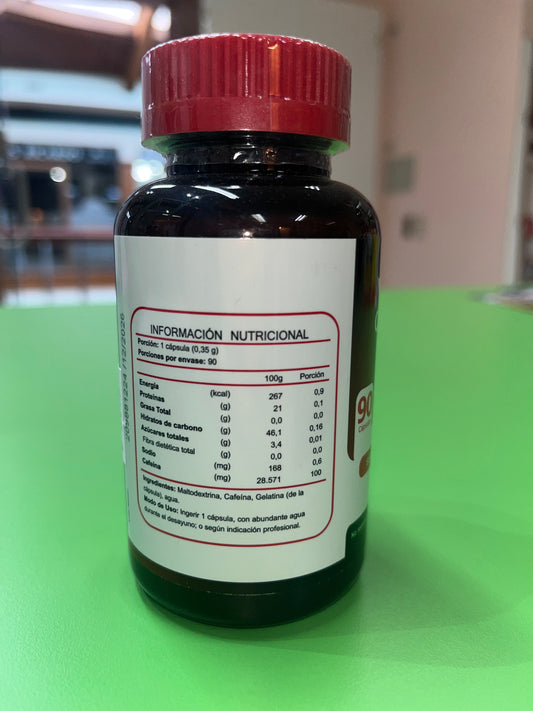 INFORMACIÓN NUTRICIONAL
Porción: 1 cápsula (0,35 g)
Porciones por envase: 90
100g Porción
Energía (kcal) 267 0,9
Proteínas (g) 21 0,1
Grasa Total (g) 0,0 0,0
Hidratos de carbono (g) 46,1 0,16
Azúcares totales (g) 3,4 0,01
Fibra dietética total (g) 0,0 0,0
Sodio (mg) 168 0,6
Cafeína (mg) 28.571 100
Ingredientes: Maltodextrina, Cafeína, Gelatina (de la
cápsula), agua.
Modo de Uso: Ingerir 1 cápsula, con abundante agua
durante el desayuno; o según indicación profesional.
12/2026
90